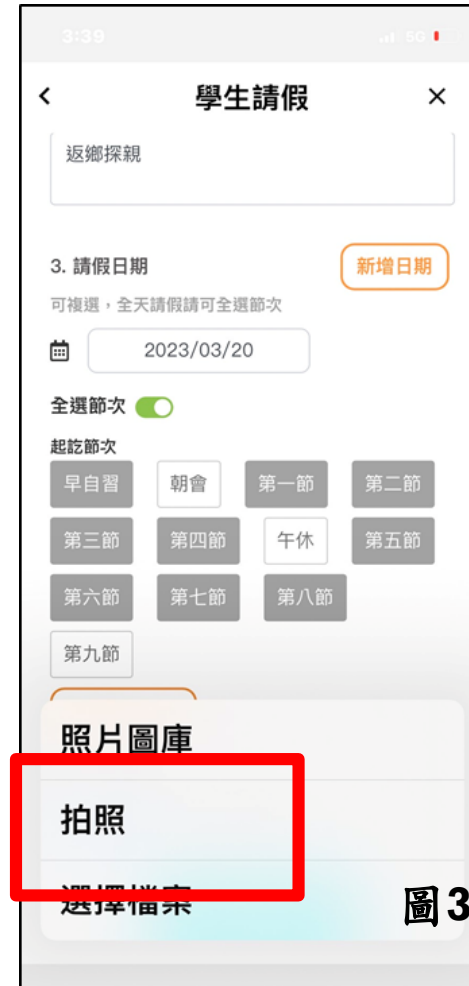 3:39 5G
學生請假
返鄉探親
3. 請假日期 新增日期
可複選，全天請假請可全選節次
2023/03/20
全選節次
起訖節次
早自習 朝會 第一節 第二節
第三節 第四節 午休 第五節
第六節 第七節 第八節
第九節
照片圖庫
拍照
選擇檔案
圖3